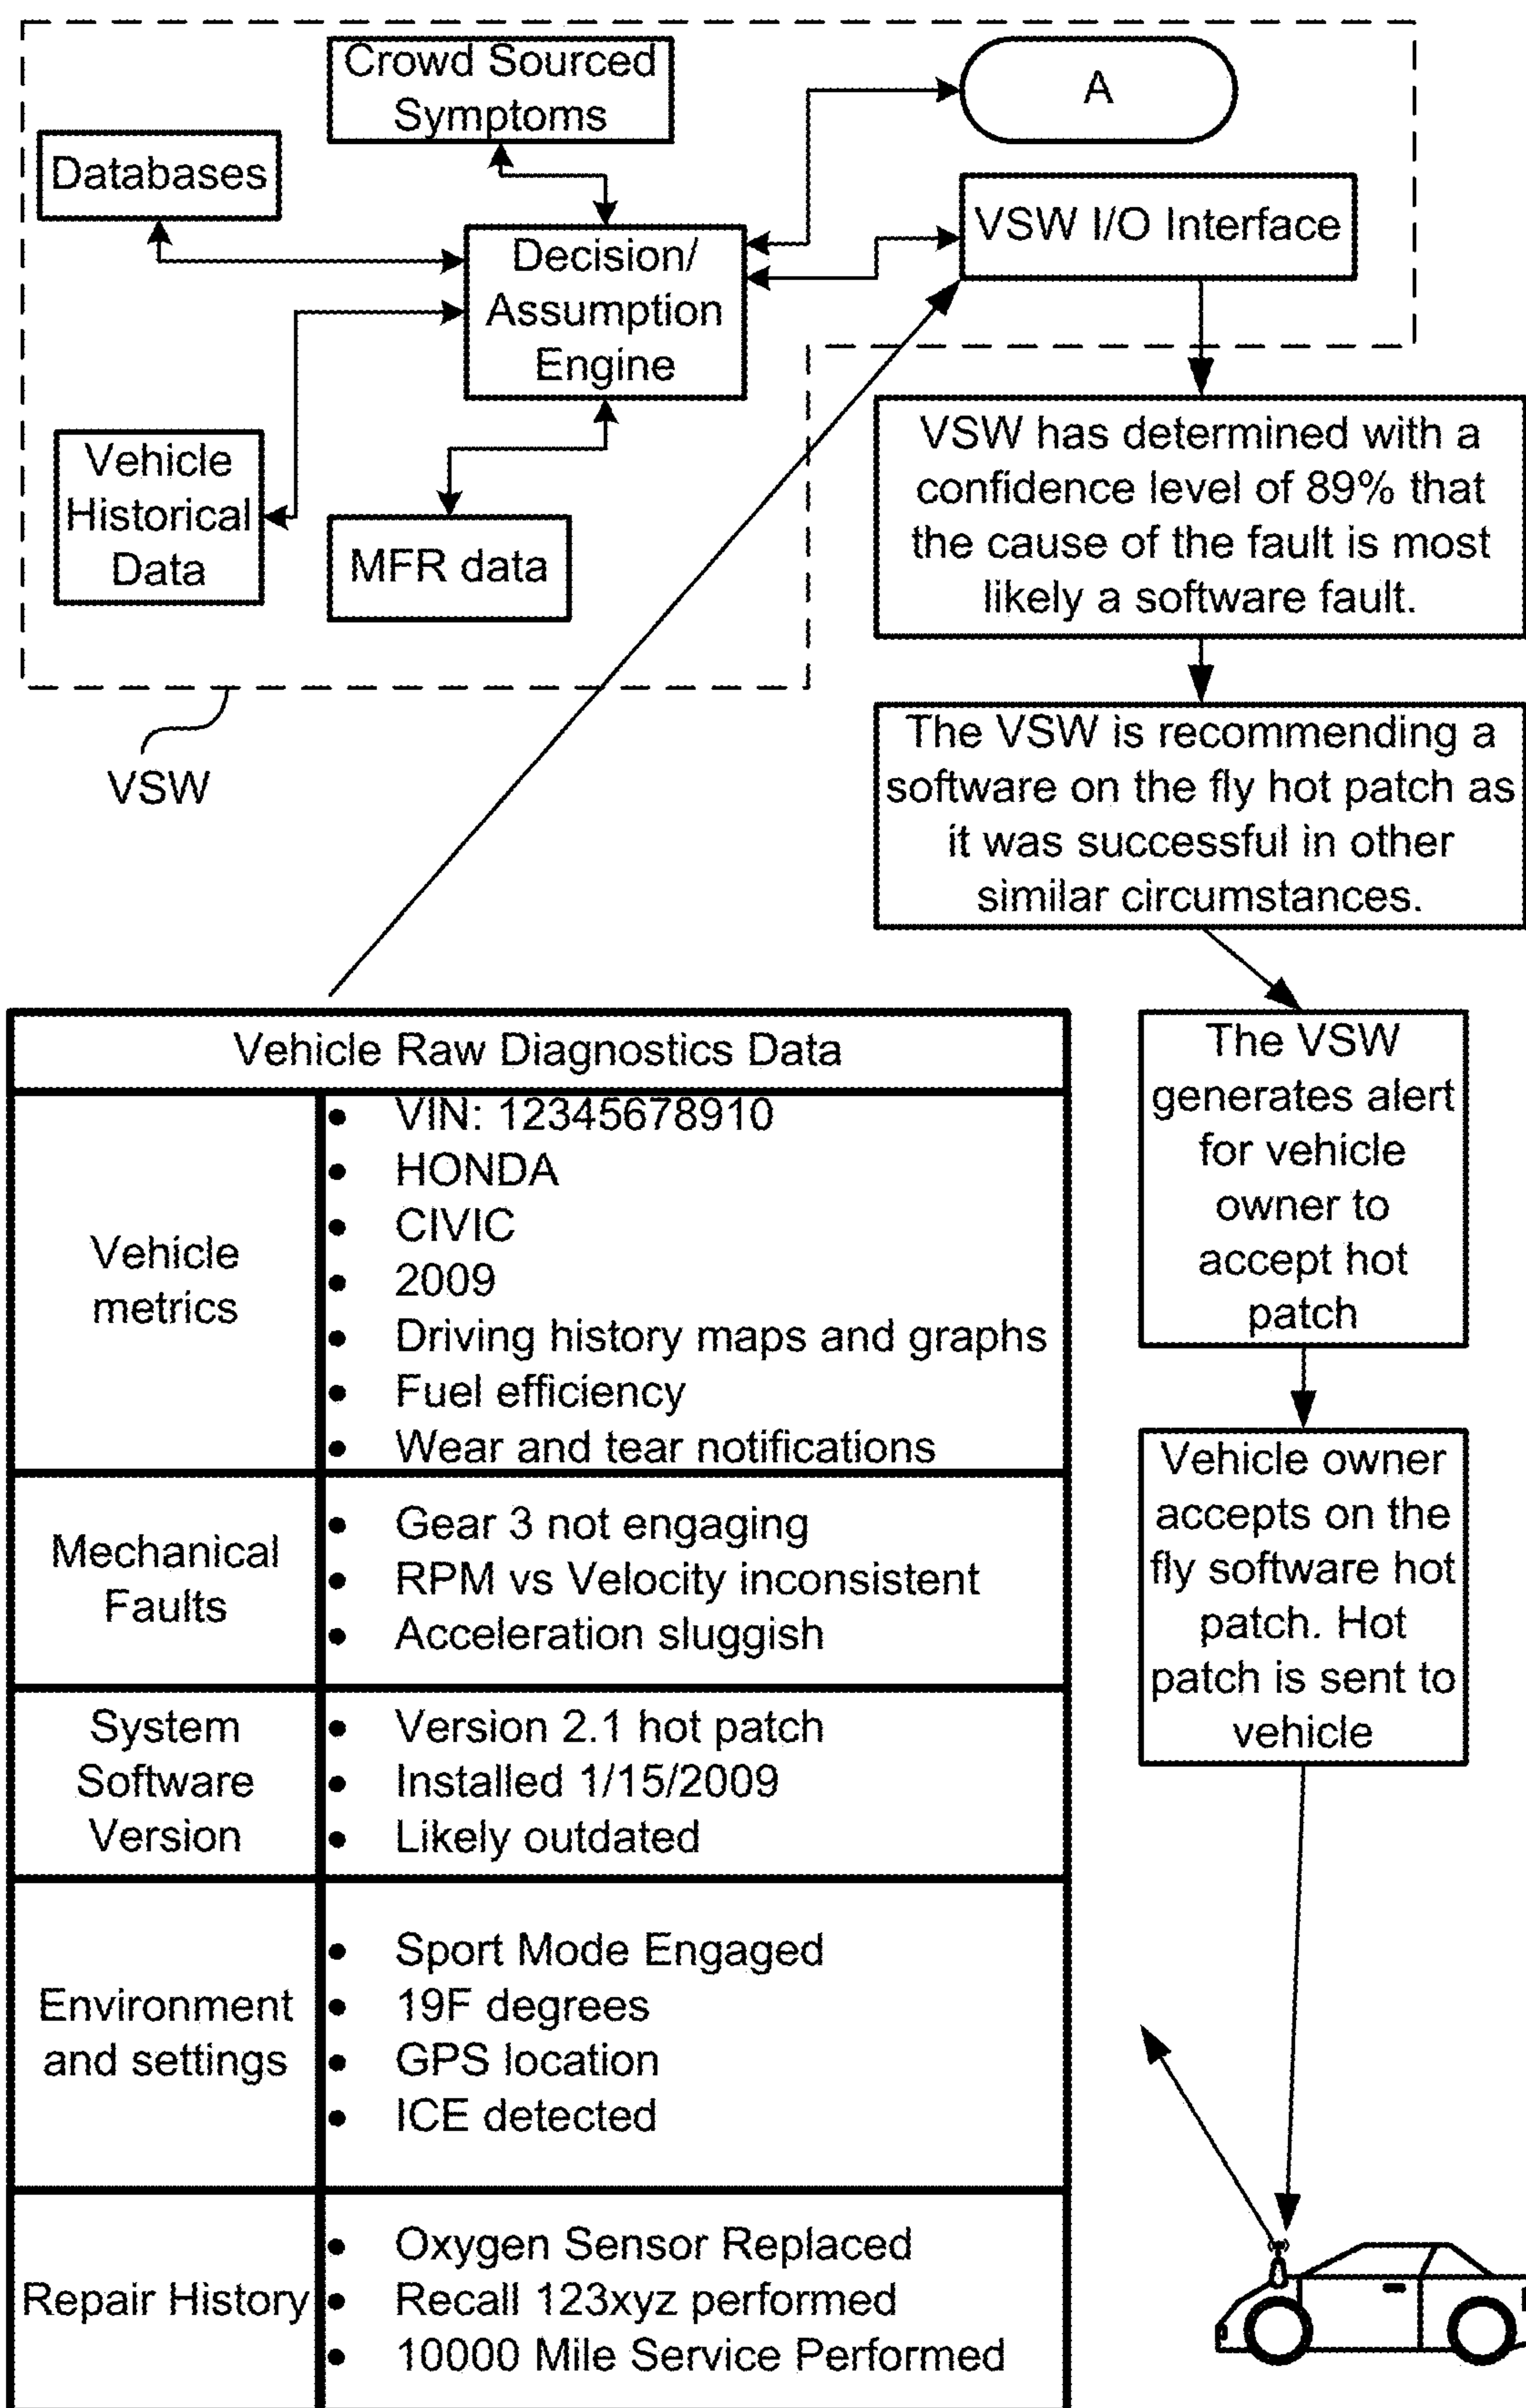 Crowd Sourced
Symptoms
A
Databases
VSW I/O Interface
Decision/
Assumption
Engine
Vehicle
Historical
Data
MFR data
VSW
VSW has determined with a
confidence level of 89% that
the cause of the fault is most
likely a software fault.
The VSW is recommending a
software on the fly hot patch as
it was successful in other
similar circumstances.
The VSW
generates alert
for vehicle
owner to
accept hot
patch
Vehicle owner
accepts on the
fly software hot
patch. Hot
patch is sent to
vehicle
Vehicle Raw Diagnostics Data
Vehicle
metrics
• VIN: 12345678910
• HONDA
• CIVIC
• 2009
• Driving history maps and graphs
• Fuel efficiency
• Wear and tear notifications
Mechanical
Faults
• Gear 3 not engaging
• RPM vs Velocity inconsistent
• Acceleration sluggish
System
Software
Version
• Version 2.1 hot patch
• Installed 1/15/2009
• Likely outdated
Environment
and settings
• Sport Mode Engaged
• 19F degrees
• GPS location
• ICE detected
Repair History
• Oxygen Sensor Replaced
• Recall 123xyz performed
• 10000 Mile Service Performed